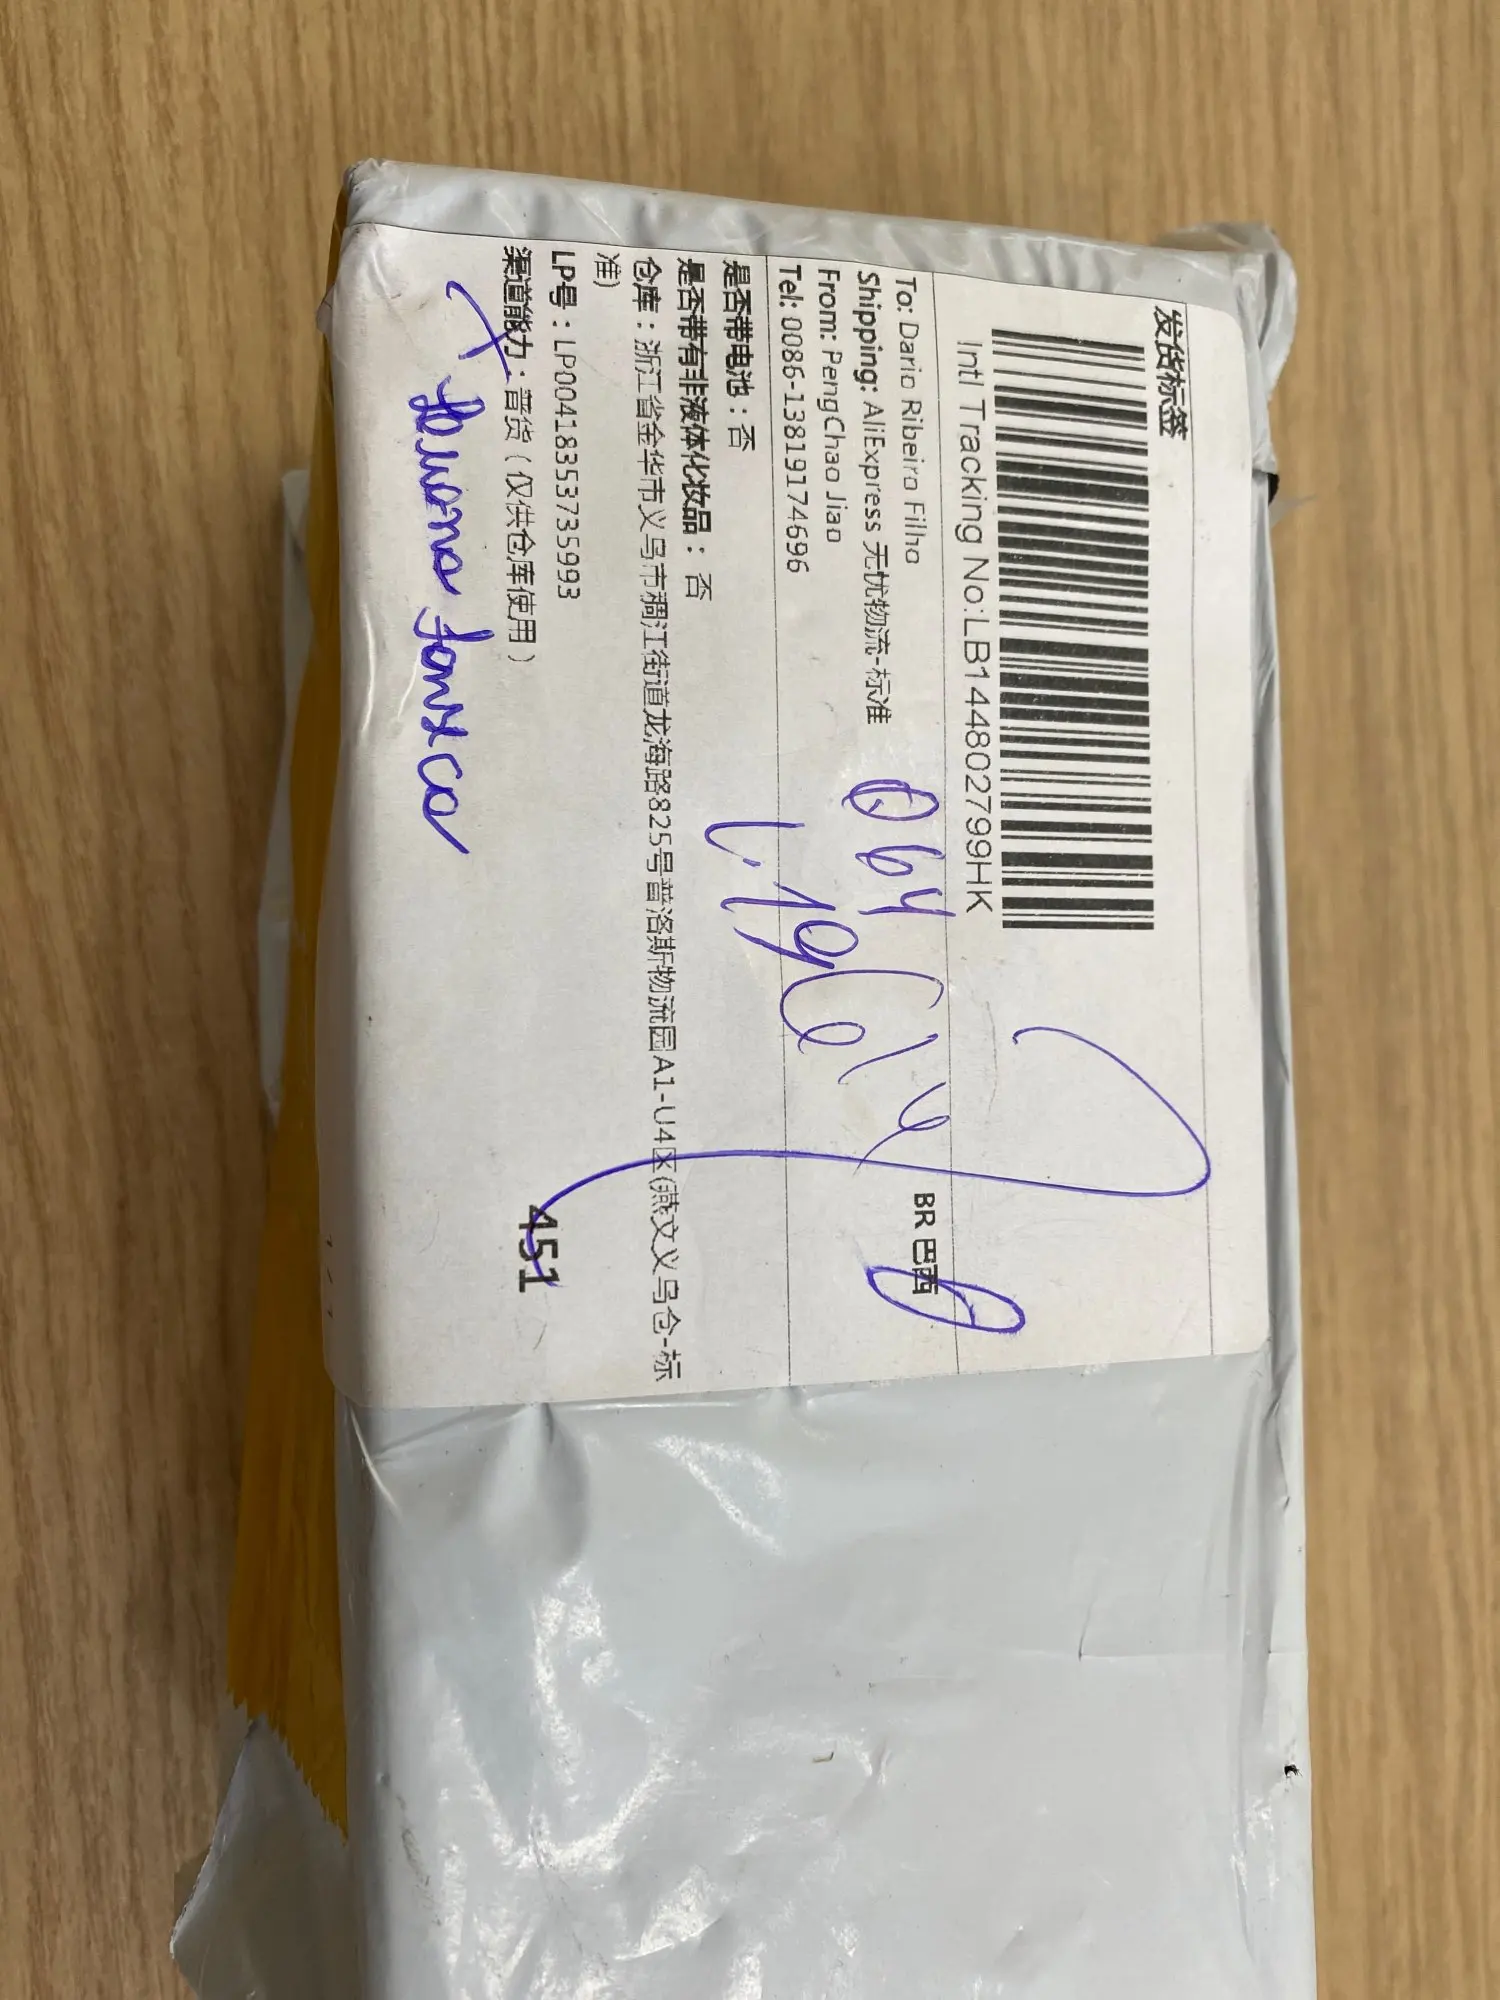 发货标签
Intl Tracking No:LB144802799HK
To: Dario Ribeiro Filho
BR 巴西
Shipping: AliExpress 无忧物流-标准
From: PengChao Jiao
Tel: 0086-13819174696
是否带电池：否
是否带有非液体化妆品：否
仓库：浙江省金华市义乌市稠江街道龙海路825号普洛斯物流园A1-U4区(燕文义乌仓-标
准)
LP号：LP00418353735993
渠道能力：普货（仅供仓库使用）
451
064
Fonseca